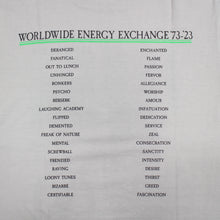 WORLDWIDE ENERGY EXCHANGE 73-23
DERANGED
FANATICAL
OUT TO LUNCH
UNHINGED
BONKERS
PSYCHO
BERSERK
LAUGHING ACADEMY
FLIPPED
DEMENTED
FREAK OF NATURE
MENTAL
SCREWBALL
FRENZIED
RAVING
LOONY TUNES
BIZARRE
CERTIFIABLE
ENCHANTED
FLAME
PASSION
FERVOR
ALLEGIANCE
WORSHIP
AMOUR
INFATUATION
DEDICATION
SERVICE
ZEAL
CONSECRATION
SANCTITY
INTENSITY
DESIRE
THIRST
GREED
FASCINATION